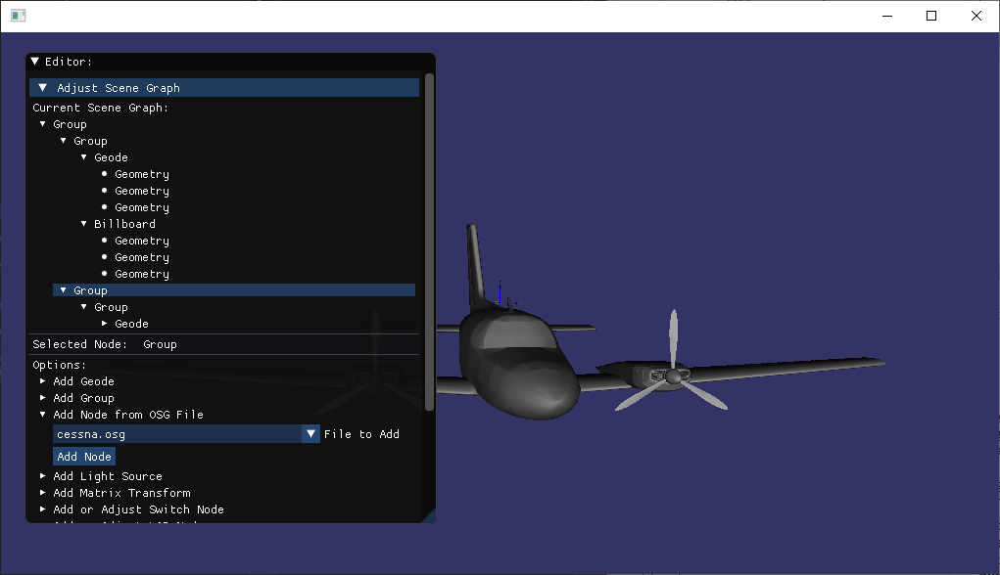 Editor:
Adjust Scene Graph
Current Scene Graph:
Group
Group
Geode
Geometry
Geometry
Geometry
Billboard
Geometry
Geometry
Geometry
Group
Group
Geode
Selected Node: Group
Options:
Add Geode
Add Group
Add Node from OSG File
cessna.osg File to Add
Add Node
Add Light Source
Add Matrix Transform
Add or Adjust Switch Node